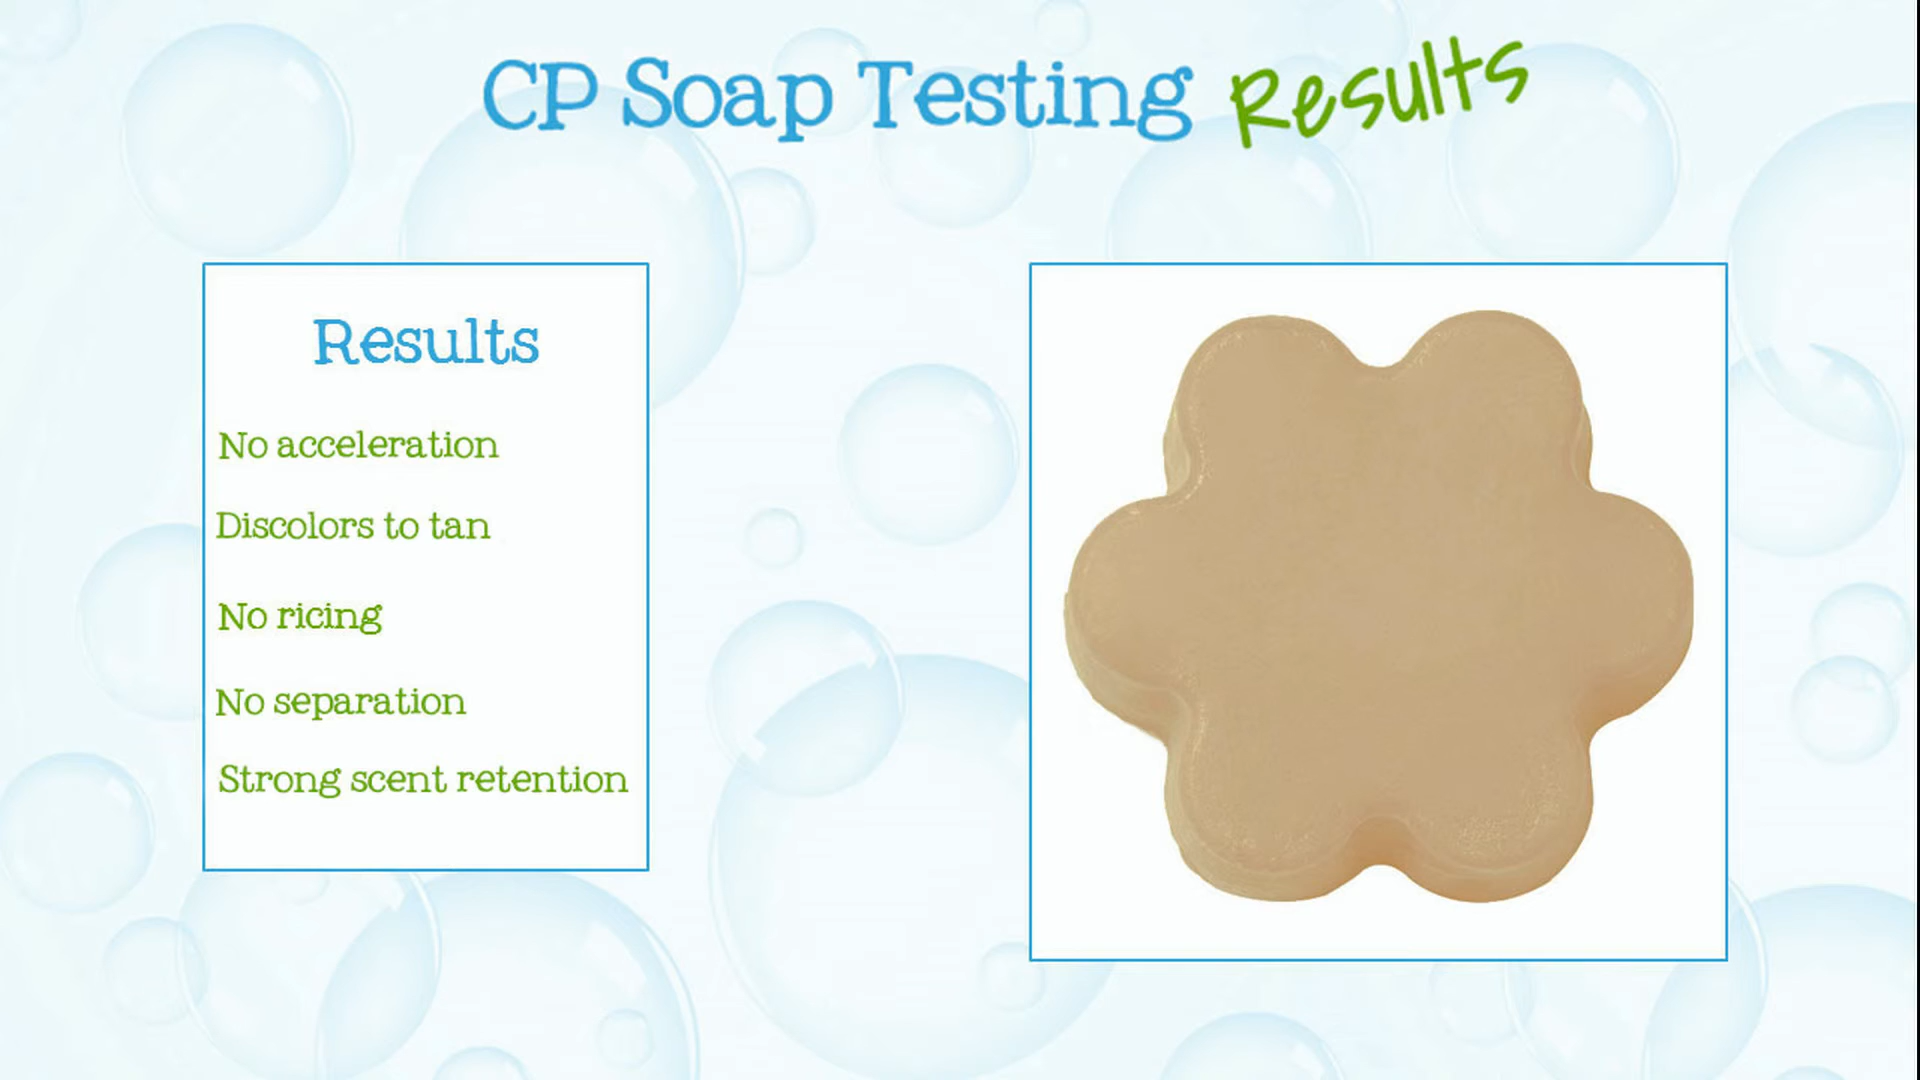 CP Soap Testing Results
Results
No acceleration
Discolors to tan
No ricing
No separation
Strong scent retention